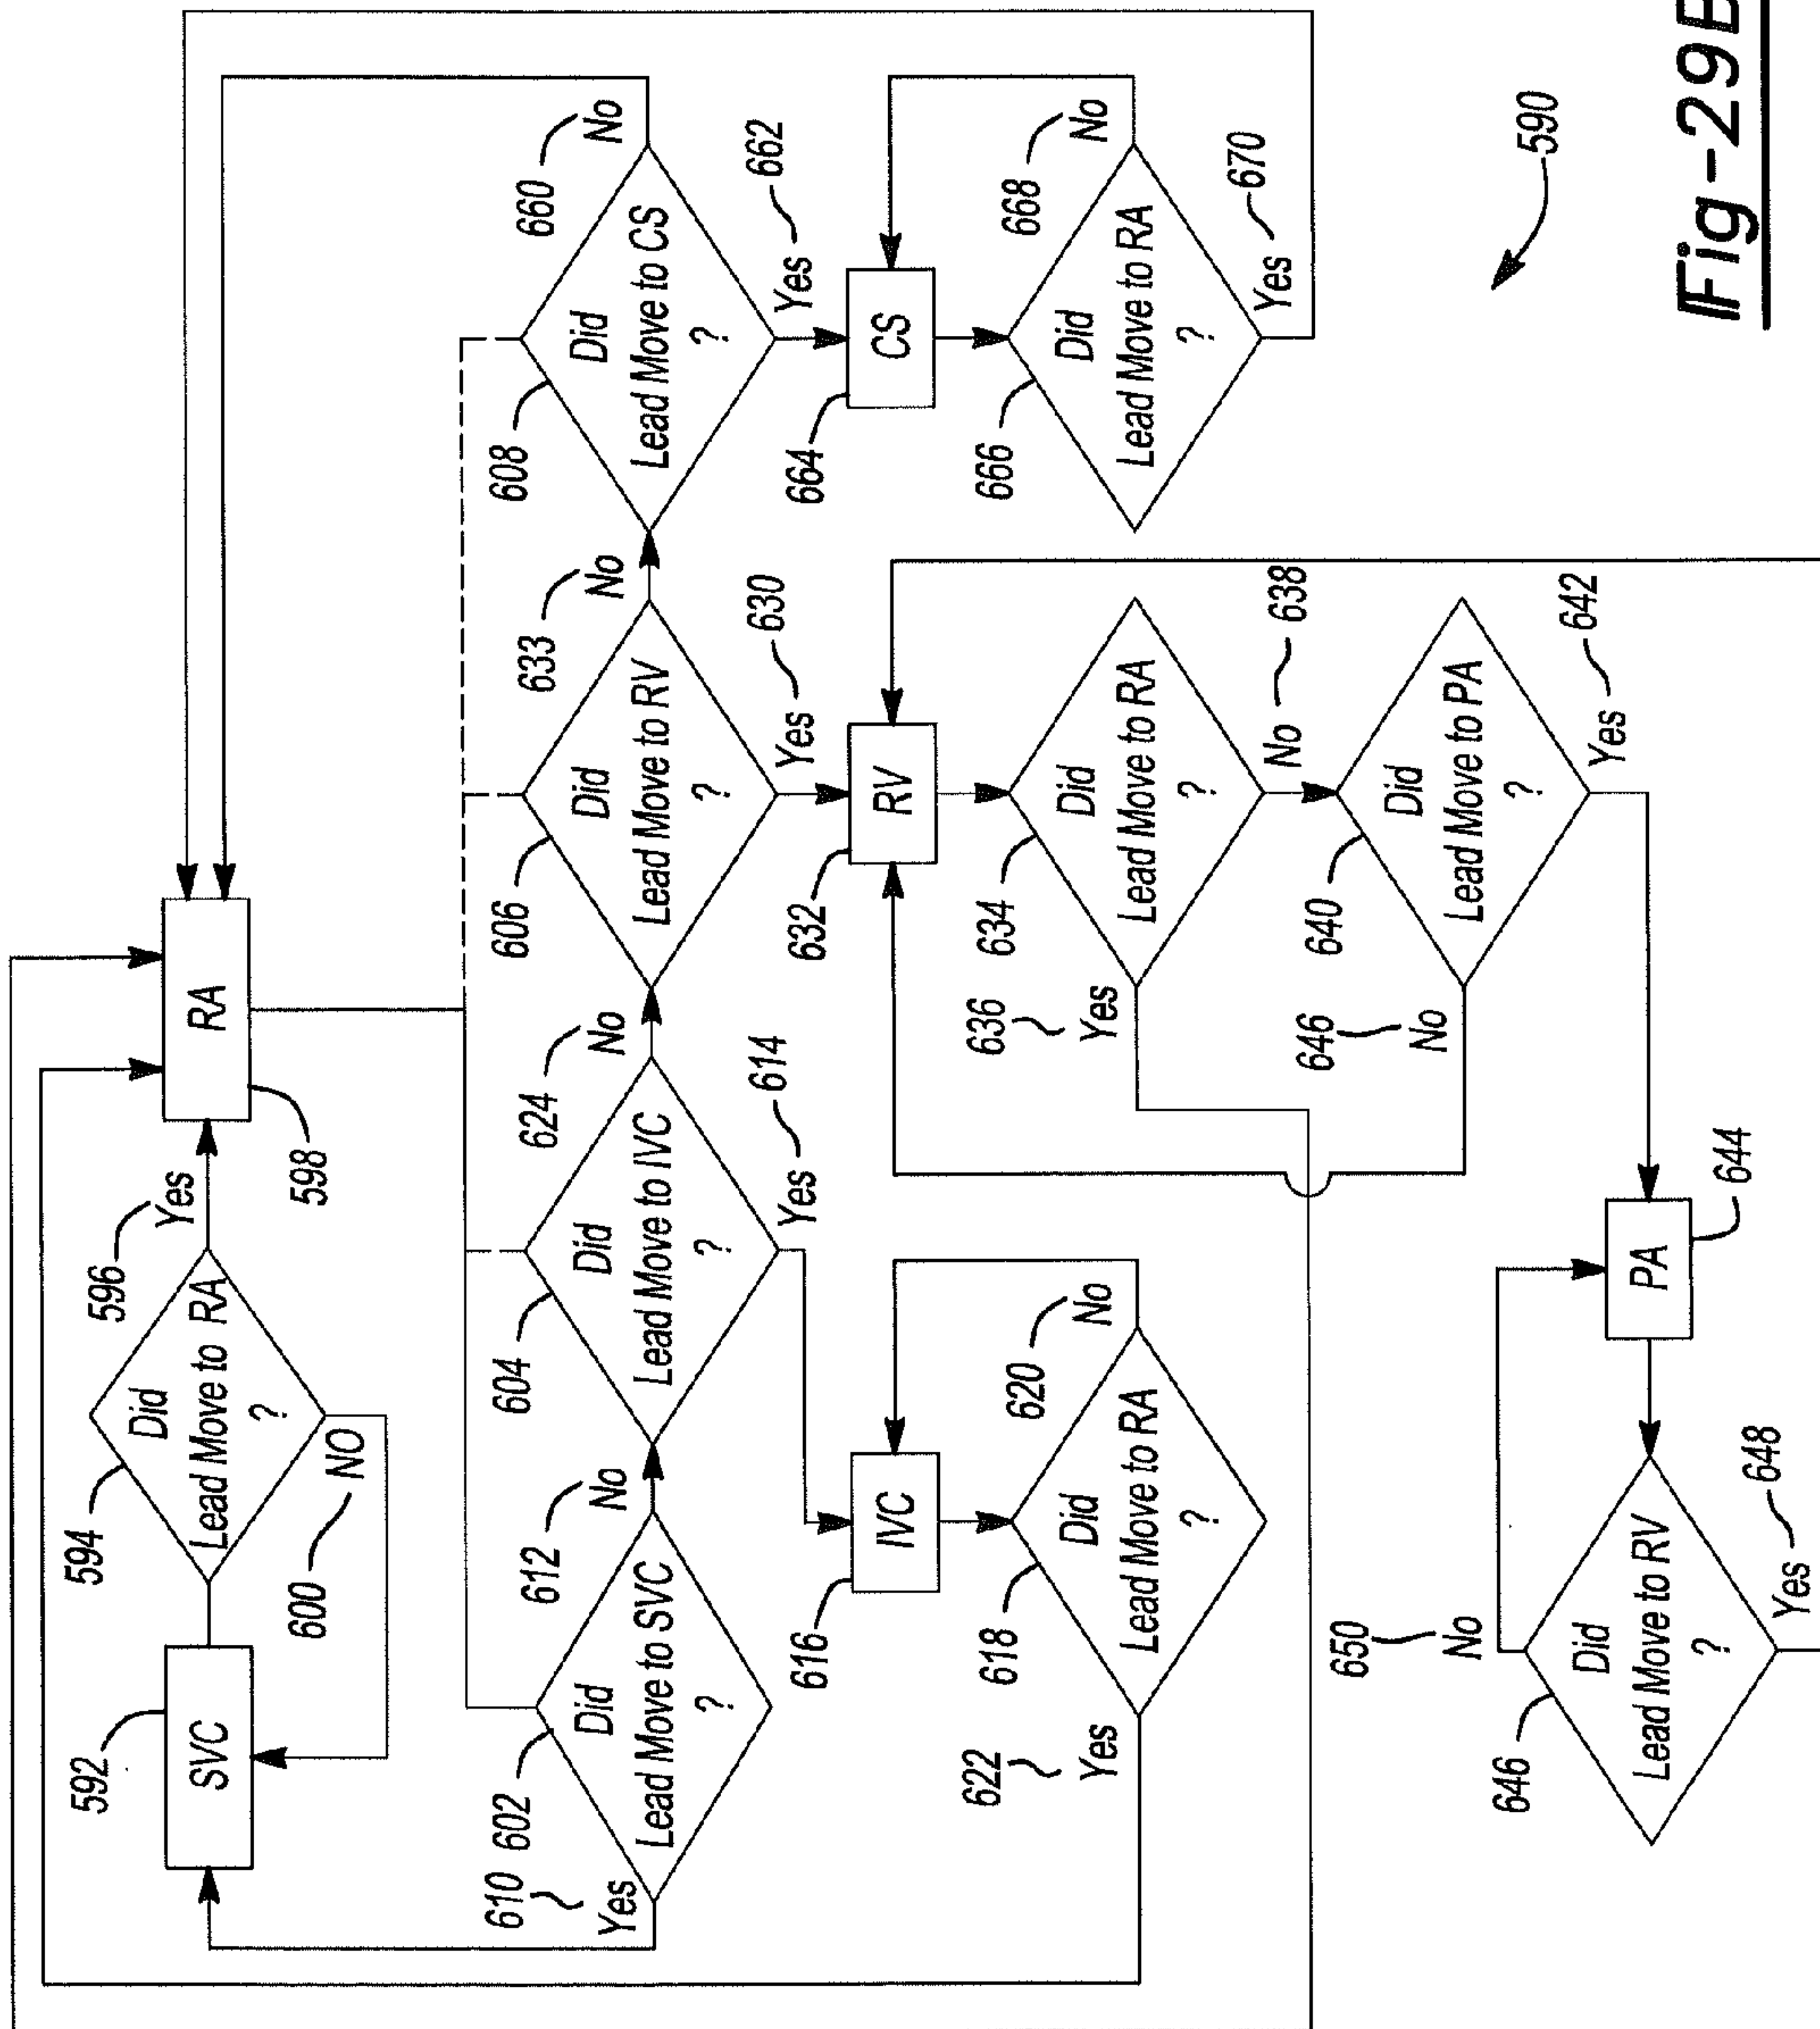 592
SVC
594
Did
Lead Move to RA
?
596
Yes
600
NO
RA
598
610
Yes
602
Did
Lead Move to SVC
?
612
No
604
Did
Lead Move to IVC
?
624
No
614
Yes
606
Did
Lead Move to RV
?
633
No
630
Yes
608
Did
Lead Move to CS
?
660
No
662
Yes
616
IVC
618
Did
Lead Move to RA
?
620
No
622
Yes
632
RV
634
Did
Lead Move to RA
?
636
Yes
638
No
640
Did
Lead Move to PA
?
646
No
642
Yes
664
CS
666
Did
Lead Move to RA
?
668
No
670
Yes
PA
644
646
Did
Lead Move to RV
?
650
No
648
Yes
590
Fig-29B